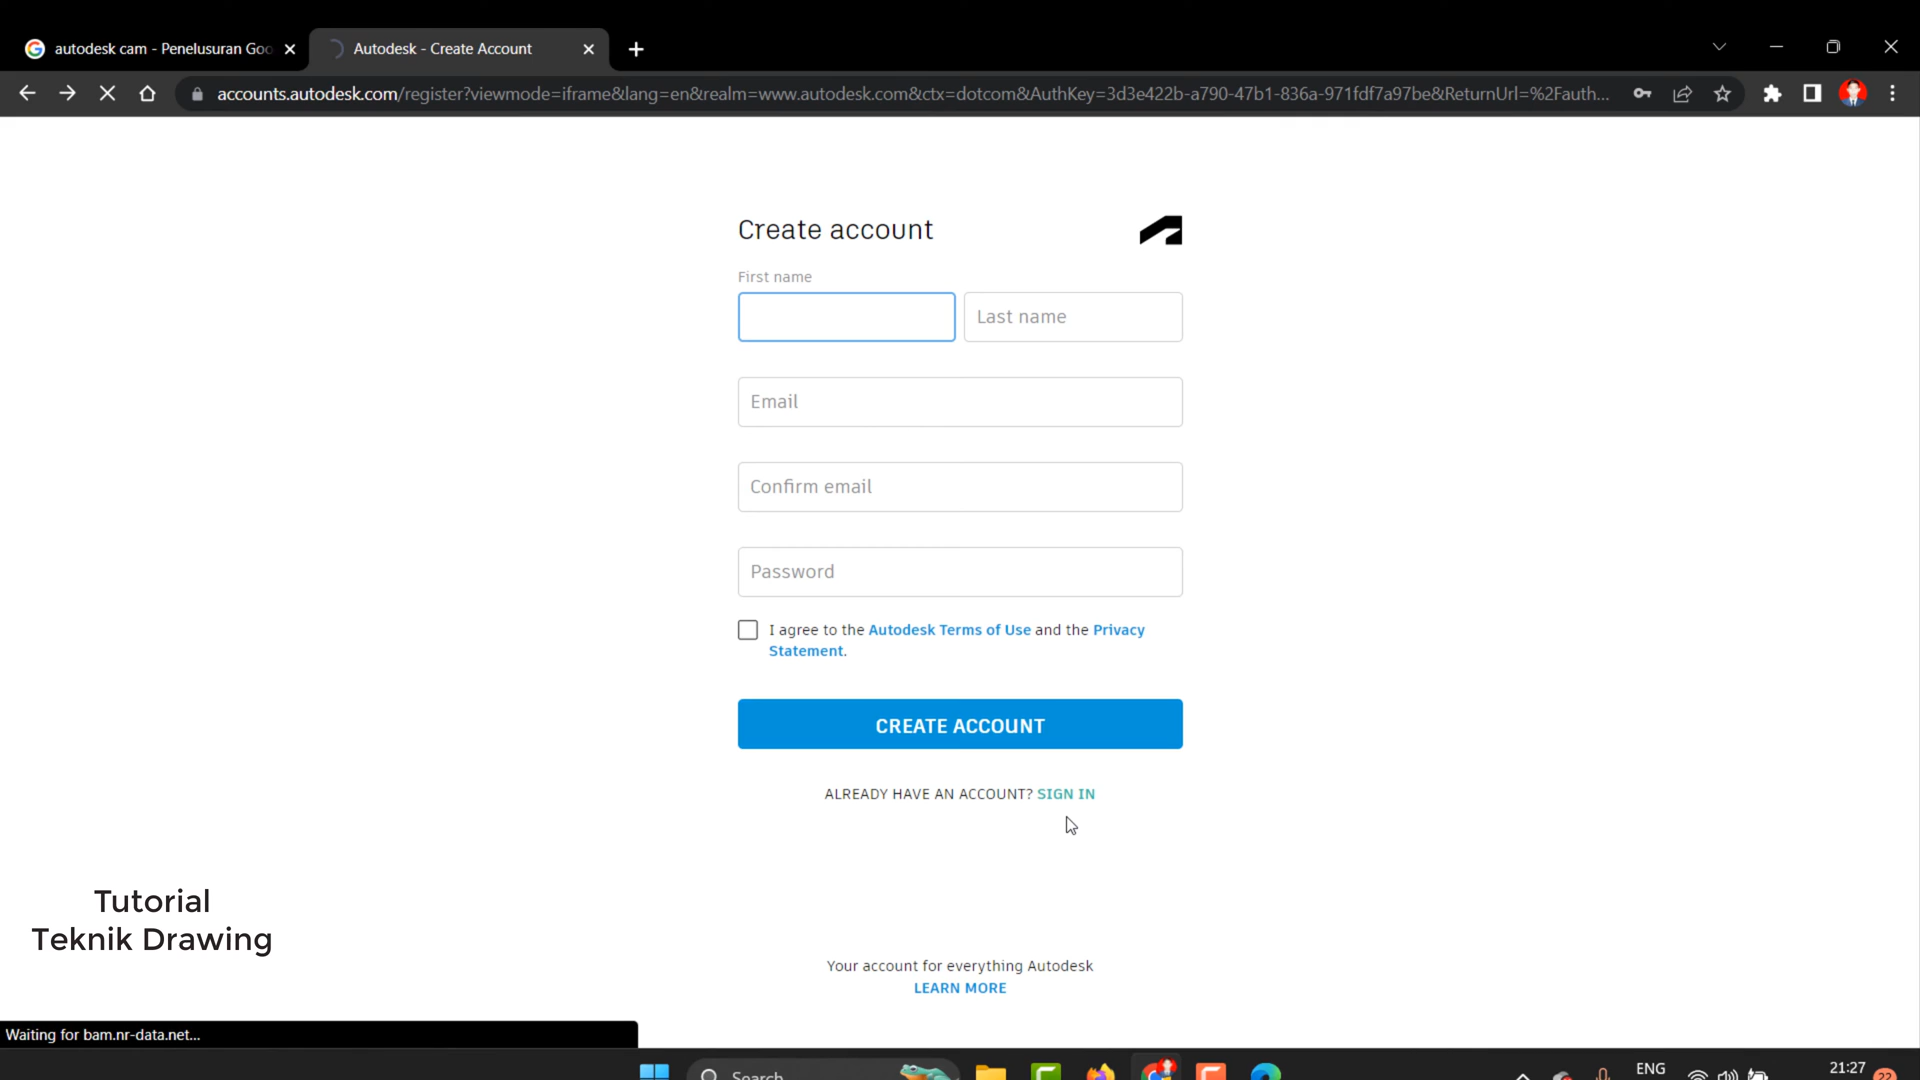 autodesk cam - Penelusuran Goo
Autodesk - Create Account
accounts.autodesk.com/register?viewmode=iframe&lang=en&realm=www.autodesk.com&ctx=dotcom&AuthKey=3d3e422b-a790-47b1-836a-971fdf7a97be&ReturnUrl=%2Fauth...
Create account
First name
Last name
Email
Confirm email
Password
I agree to the Autodesk Terms of Use and the Privacy
Statement.
CREATE ACCOUNT
ALREADY HAVE AN ACCOUNT? SIGN IN
Tutorial
Teknik Drawing
Your account for everything Autodesk
LEARN MORE
Waiting for bam.nr-data.net...
Search
ENG
21:27
22